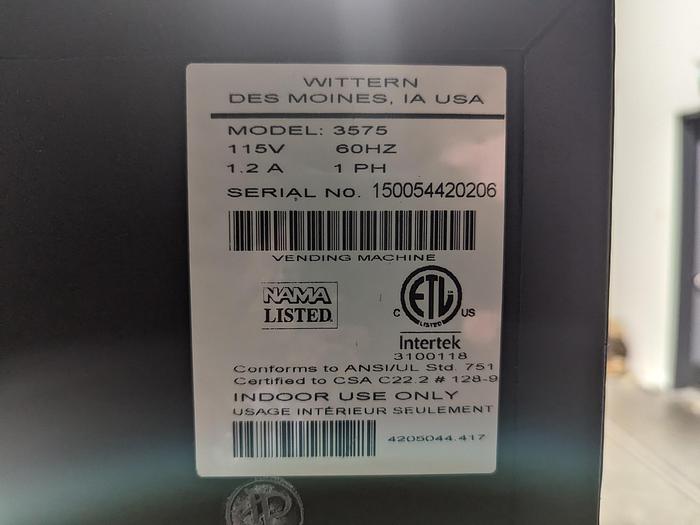 WITTERN
DES MOINES, IA USA
MODEL: 3575
115V 60HZ
1.2 A 1 PH
SERIAL NO. 150054420206
VENDING MACHINE
NAMA
LISTED
ETL
C LISTED US
Intertek
3100118
Conforms to ANSI/UL Std. 751
Certified to CSA C22.2 # 128-9
INDOOR USE ONLY
USAGE INTÉRIEUR SEULEMENT
4205044.417